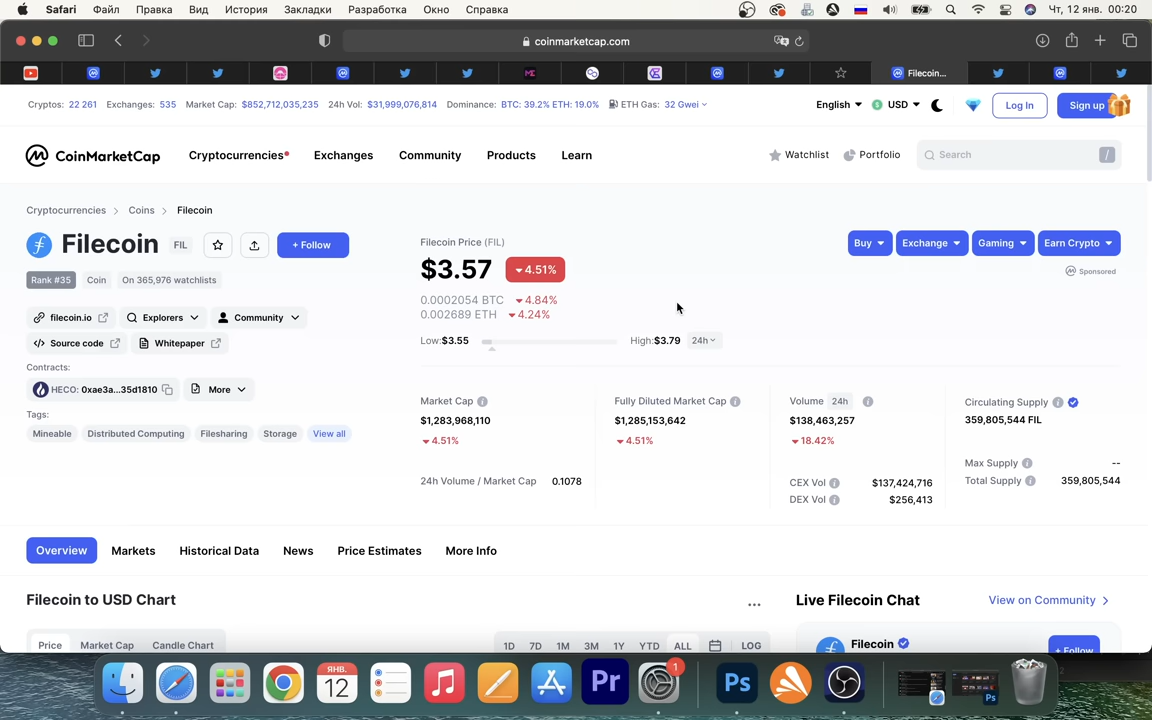 Safari Файл Правка Вид История Закладки Разработка Окно Справка Чт, 12 янв. 00:20
coinmarketcap.com
Filecoin...
Cryptos: 22 261 Exchanges: 535 Market Cap: $852,712,035,235 24h Vol: $31,999,076,814 Dominance: BTC: 39.2% ETH: 19.0% ETH Gas: 32 Gwei English USD Log In Sign up
CoinMarketCap Cryptocurrencies Exchanges Community Products Learn Watchlist Portfolio Search /
Cryptocurrencies Coins Filecoin
Filecoin FIL + Follow
Rank #35 Coin On 365,976 watchlists
filecoin.io Explorers Community
Source code Whitepaper
Contracts:
HECO: 0xae3a...35d1810 More
Tags:
Mineable Distributed Computing Filesharing Storage View all
Filecoin Price (FIL)
$3.57 4.51%
0.0002054 BTC 4.84%
0.002689 ETH 4.24%
Low:$3.55 High:$3.79 24h
Buy Exchange Gaming Earn Crypto
Sponsored
Market Cap
$1,283,968,110
4.51%
24h Volume / Market Cap 0.1078
Fully Diluted Market Cap
$1,285,153,642
4.51%
Volume 24h
$138,463,257
18.42%
CEX Vol $137,424,716
DEX Vol $256,413
Circulating Supply
359,805,544 FIL
Max Supply --
Total Supply 359,805,544
Overview Markets Historical Data News Price Estimates More Info
Filecoin to USD Chart ...
Price Market Cap Candle Chart 1D 7D 1M 3M 1Y YTD ALL LOG
Live Filecoin Chat View on Community
Filecoin + Follow
ЯНВ.
12
Pr
1
Ps
Ps